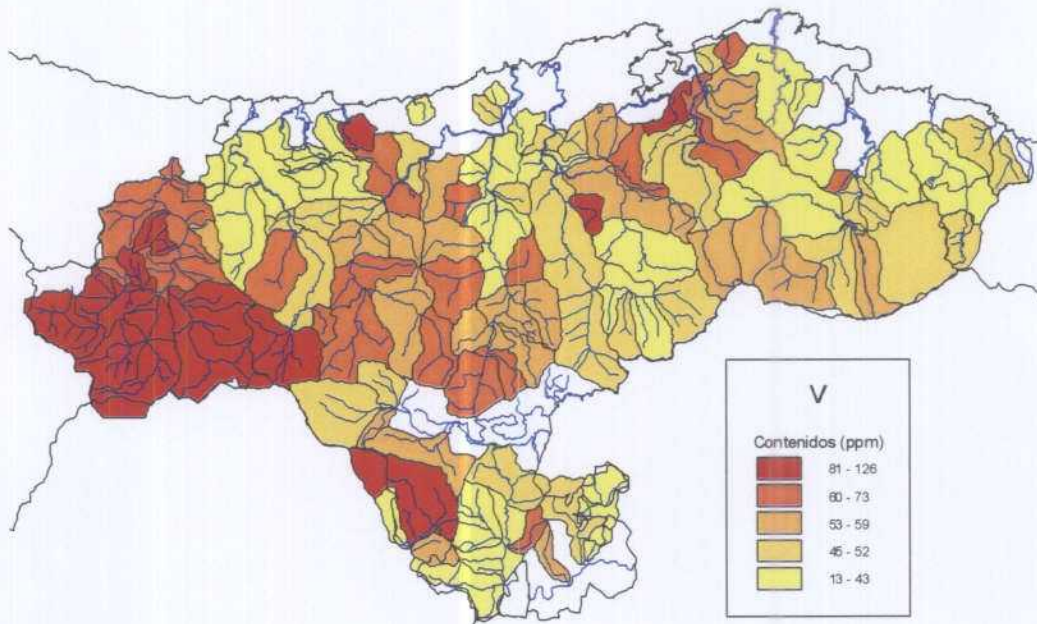 V
Contenidos (ppm)
81 - 126
60 - 73
53 - 59
45 - 52
13 - 43